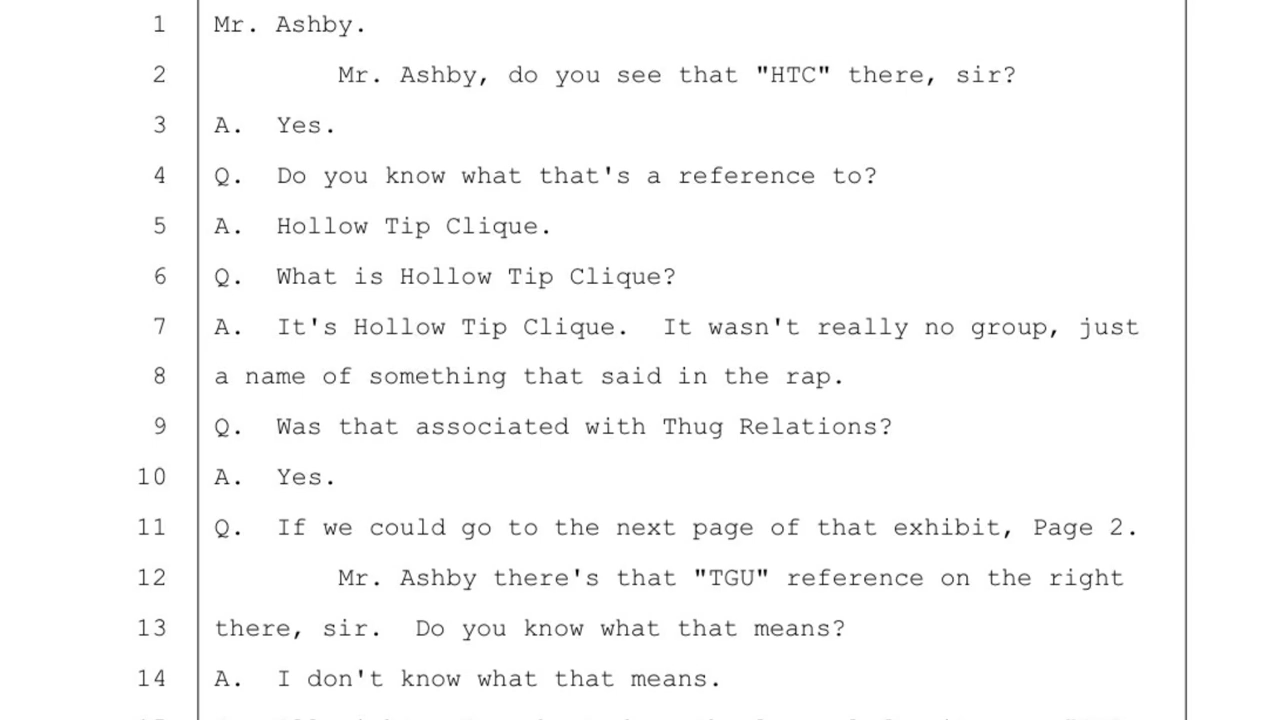 1 Mr. Ashby.
2 Mr. Ashby, do you see that "HTC" there, sir?
3 A. Yes.
4 Q. Do you know what that's a reference to?
5 A. Hollow Tip Clique.
6 Q. What is Hollow Tip Clique?
7 A. It's Hollow Tip Clique. It wasn't really no group, just
8 a name of something that said in the rap.
9 Q. Was that associated with Thug Relations?
10 A. Yes.
11 Q. If we could go to the next page of that exhibit, Page 2.
12 Mr. Ashby there's that "TGU" reference on the right
13 there, sir. Do you know what that means?
14 A. I don't know what that means.